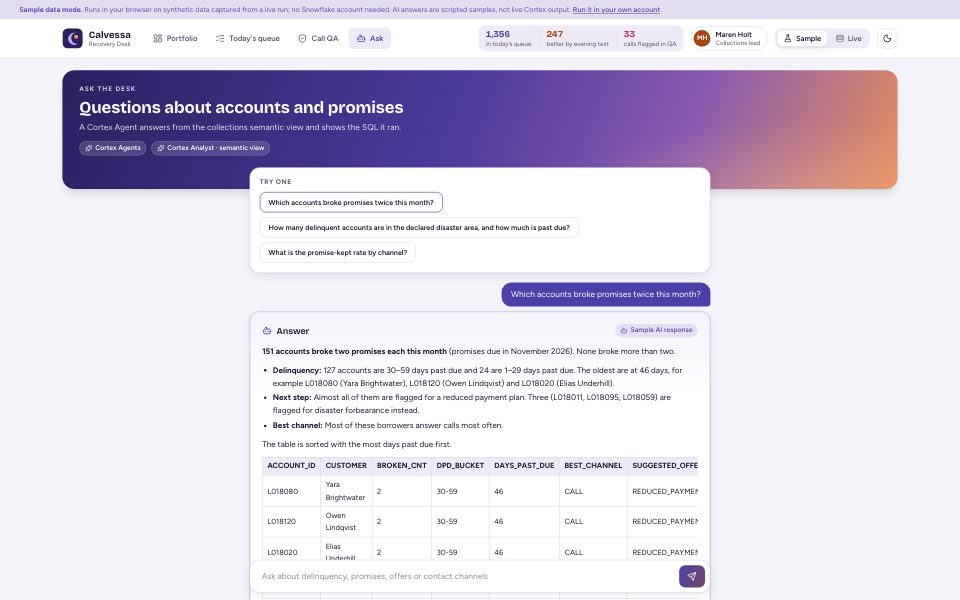 Sample data mode. Runs in your browser on synthetic data captured from a live run; no Snowflake account needed. AI answers are scripted samples, not live Cortex output. Run it in your own account
Calvessa
Recovery Desk
Portfolio
Today's queue
Call QA
Ask
1,356
in today's queue
247
better by evening text
33
calls flagged in QA
MH
Maren Holt
Collections lead
Sample
Live
ASK THE DESK
Questions about accounts and promises
A Cortex Agent answers from the collections semantic view and shows the SQL it ran.
Cortex Agents
Cortex Analyst · semantic view
TRY ONE
Which accounts broke promises twice this month?
How many delinquent accounts are in the declared disaster area, and how much is past due?
What is the promise-kept rate by channel?
Which accounts broke promises twice this month?
Answer
Sample AI response
151 accounts broke two promises each this month (promises due in November 2026). None broke more than two.
• Delinquency: 127 accounts are 30–59 days past due and 24 are 1–29 days past due. The oldest are at 46 days, for
example L018080 (Yara Brightwater), L018120 (Owen Lindqvist) and L018020 (Elias Underhill).
• Next step: Almost all of them are flagged for a reduced payment plan. Three (L018011, L018095, L018059) are
flagged for disaster forbearance instead.
• Best channel: Most of these borrowers answer calls most often.
The table is sorted with the most days past due first.
ACCOUNT_ID CUSTOMER BROKEN_CNT DPD_BUCKET DAYS_PAST_DUE BEST_CHANNEL SUGGESTED_OFFE
L018080 Yara Brightwater 2 30-59 46 CALL REDUCED_PAYMEN
L018120 Owen Lindqvist 2 30-59 46 CALL REDUCED_PAYMEN
L018020 Elias Underhill 2 30-59 46 CALL REDUCED_PAYMEN
Ask about delinquency, promises, offers or contact channels